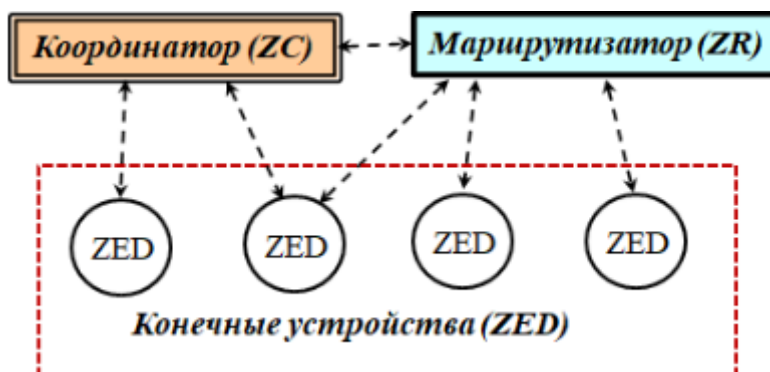 Координатор (ZC)
Маршрутизатор (ZR)
ZED
ZED
ZED
ZED
Конечные устройства (ZED)